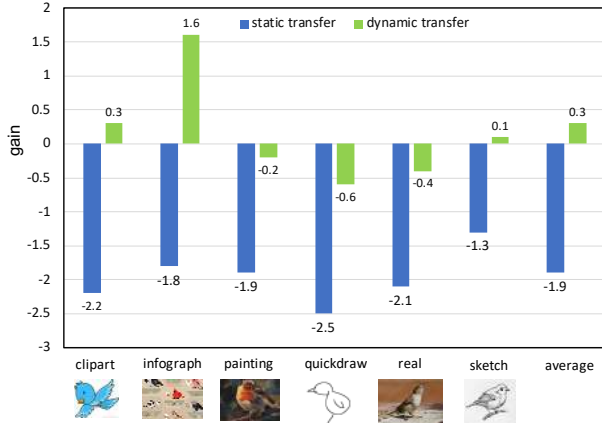 static transfer
dynamic transfer
gain
2
1.5
1
0.5
0
-0.5
-1
-1.5
-2
-2.5
-3
0.3
1.6
-0.2
-0.6
-0.4
0.1
0.3
-2.2
-1.8
-1.9
-2.5
-2.1
-1.3
-1.9
clipart
infograph
painting
quickdraw
real
sketch
average